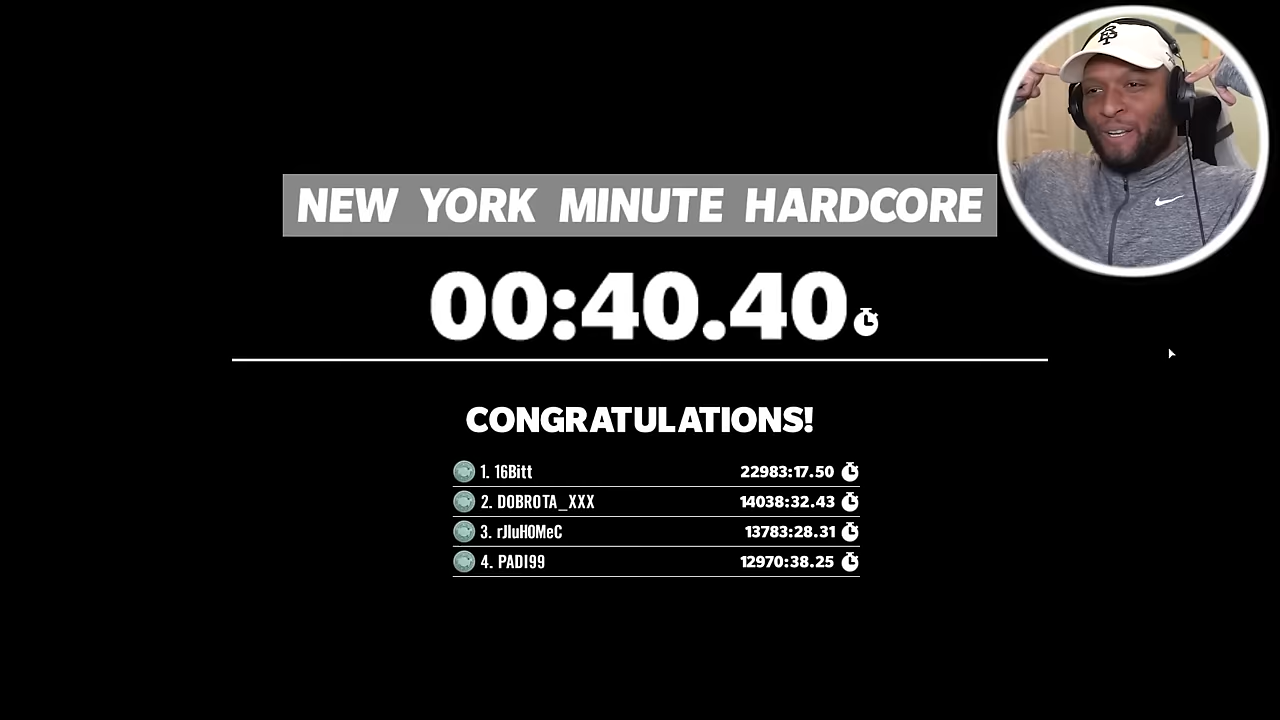 NEW YORK MINUTE HARDCORE
00:40.40
CONGRATULATIONS!
1. 16Bitt 22983:17.50
2. DOBROTA_XXX 14038:32.43
3. rJIuH0MeC 13783:28.31
4. PADI99 12970:38.25